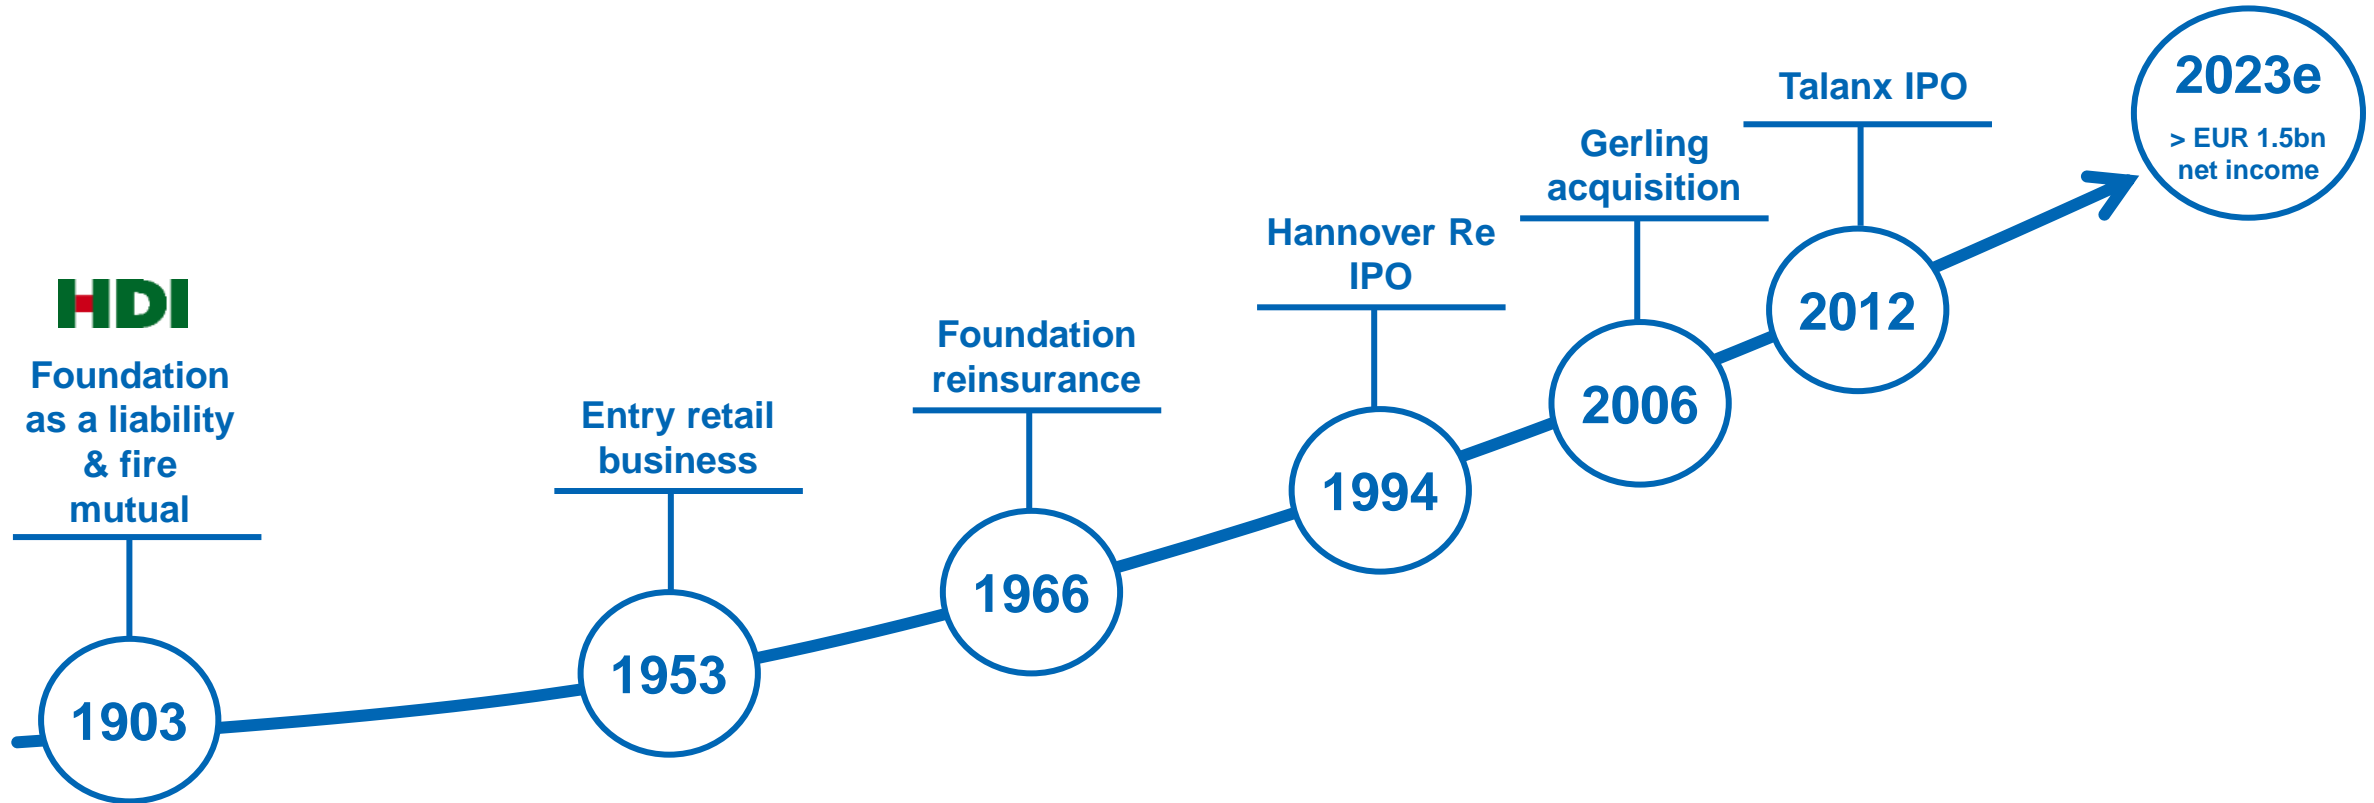 HDI
Foundation
as a liability
& fire
mutual
1903
Entry retail
business
1953
Foundation
reinsurance
1966
Hannover Re
IPO
1994
Gerling
acquisition
2006
Talanx IPO
2012
2023e
> EUR 1.5bn
net income